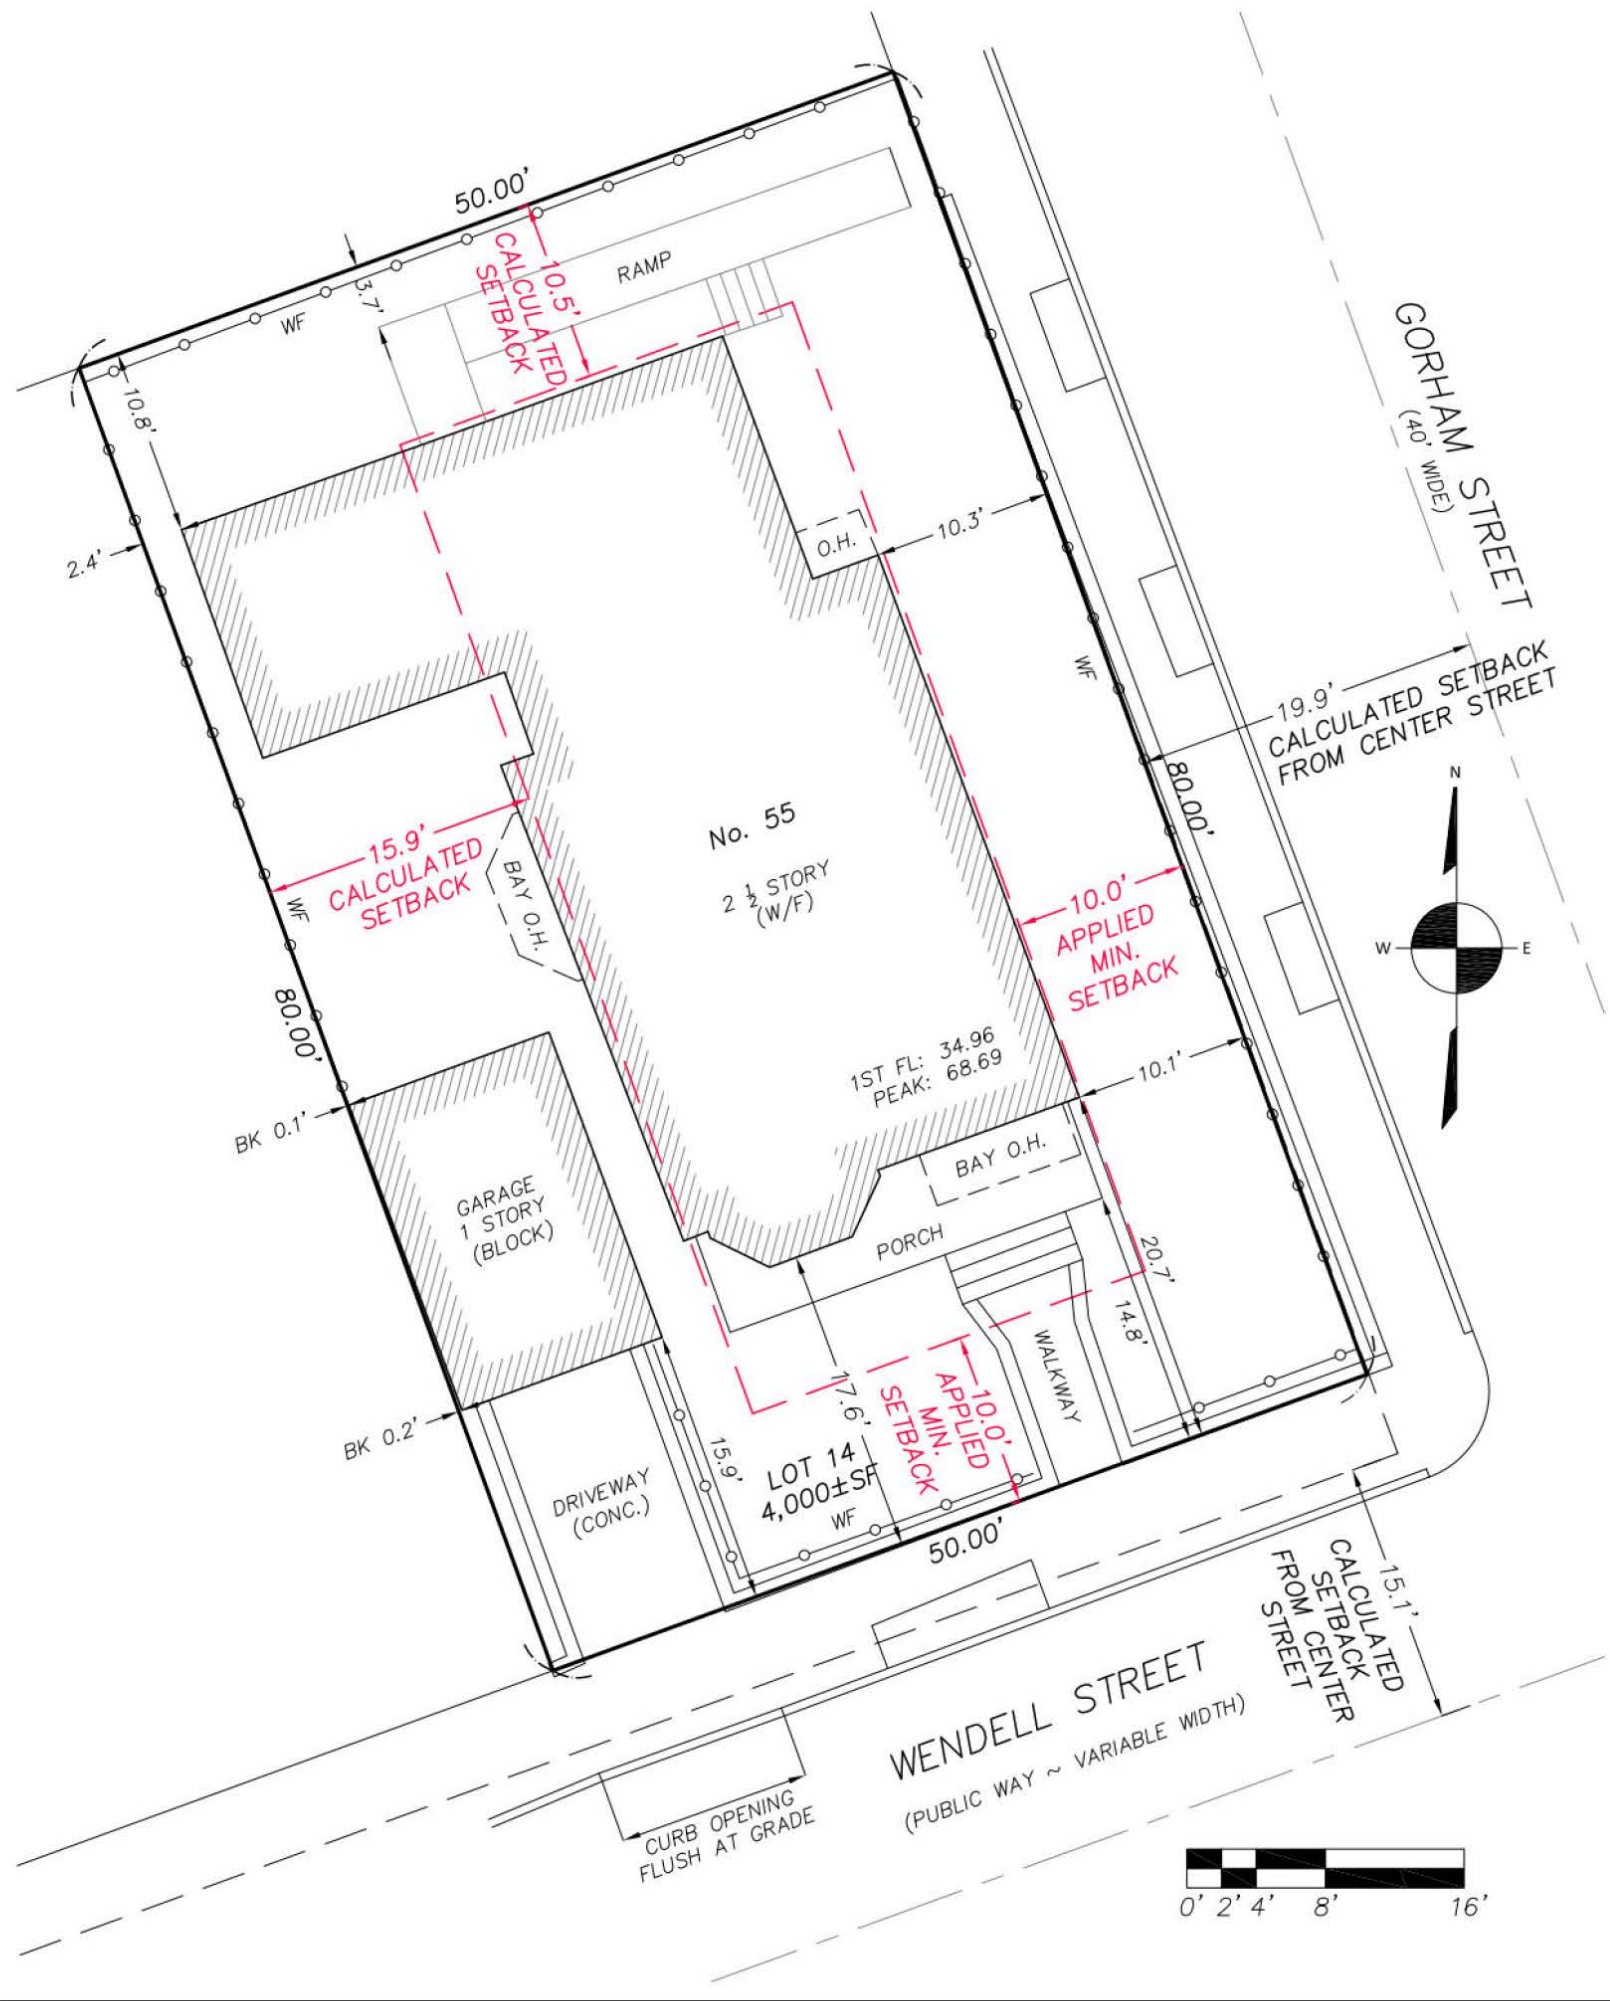 50.00'
3.7'
WF
10.5'
CALCULATED
SETBACK
RAMP
10.8'
2.4'
O.H.
10.3'
GORHAM STREET
(40' WIDE)
WF
19.9'
CALCULATED SETBACK
FROM CENTER STREET
80.00'
N
W
E
No. 55
2 ½ STORY
(W/F)
15.9'
CALCULATED
SETBACK
WF
BAY O.H.
10.0'
APPLIED
MIN.
SETBACK
80.00'
1ST FL: 34.96
PEAK: 68.69
10.1'
BK 0.1'
GARAGE
1 STORY
(BLOCK)
BAY O.H.
PORCH
20.7'
14.8'
WALKWAY
17.6'
10.0'
APPLIED
MIN.
SETBACK
BK 0.2'
15.9'
DRIVEWAY
(CONC.)
LOT 14
4,000±SF
WF
50.00'
15.1'
CALCULATED
SETBACK
FROM CENTER
STREET
WENDELL STREET
(PUBLIC WAY ~ VARIABLE WIDTH)
CURB OPENING
FLUSH AT GRADE
0' 2' 4' 8' 16'